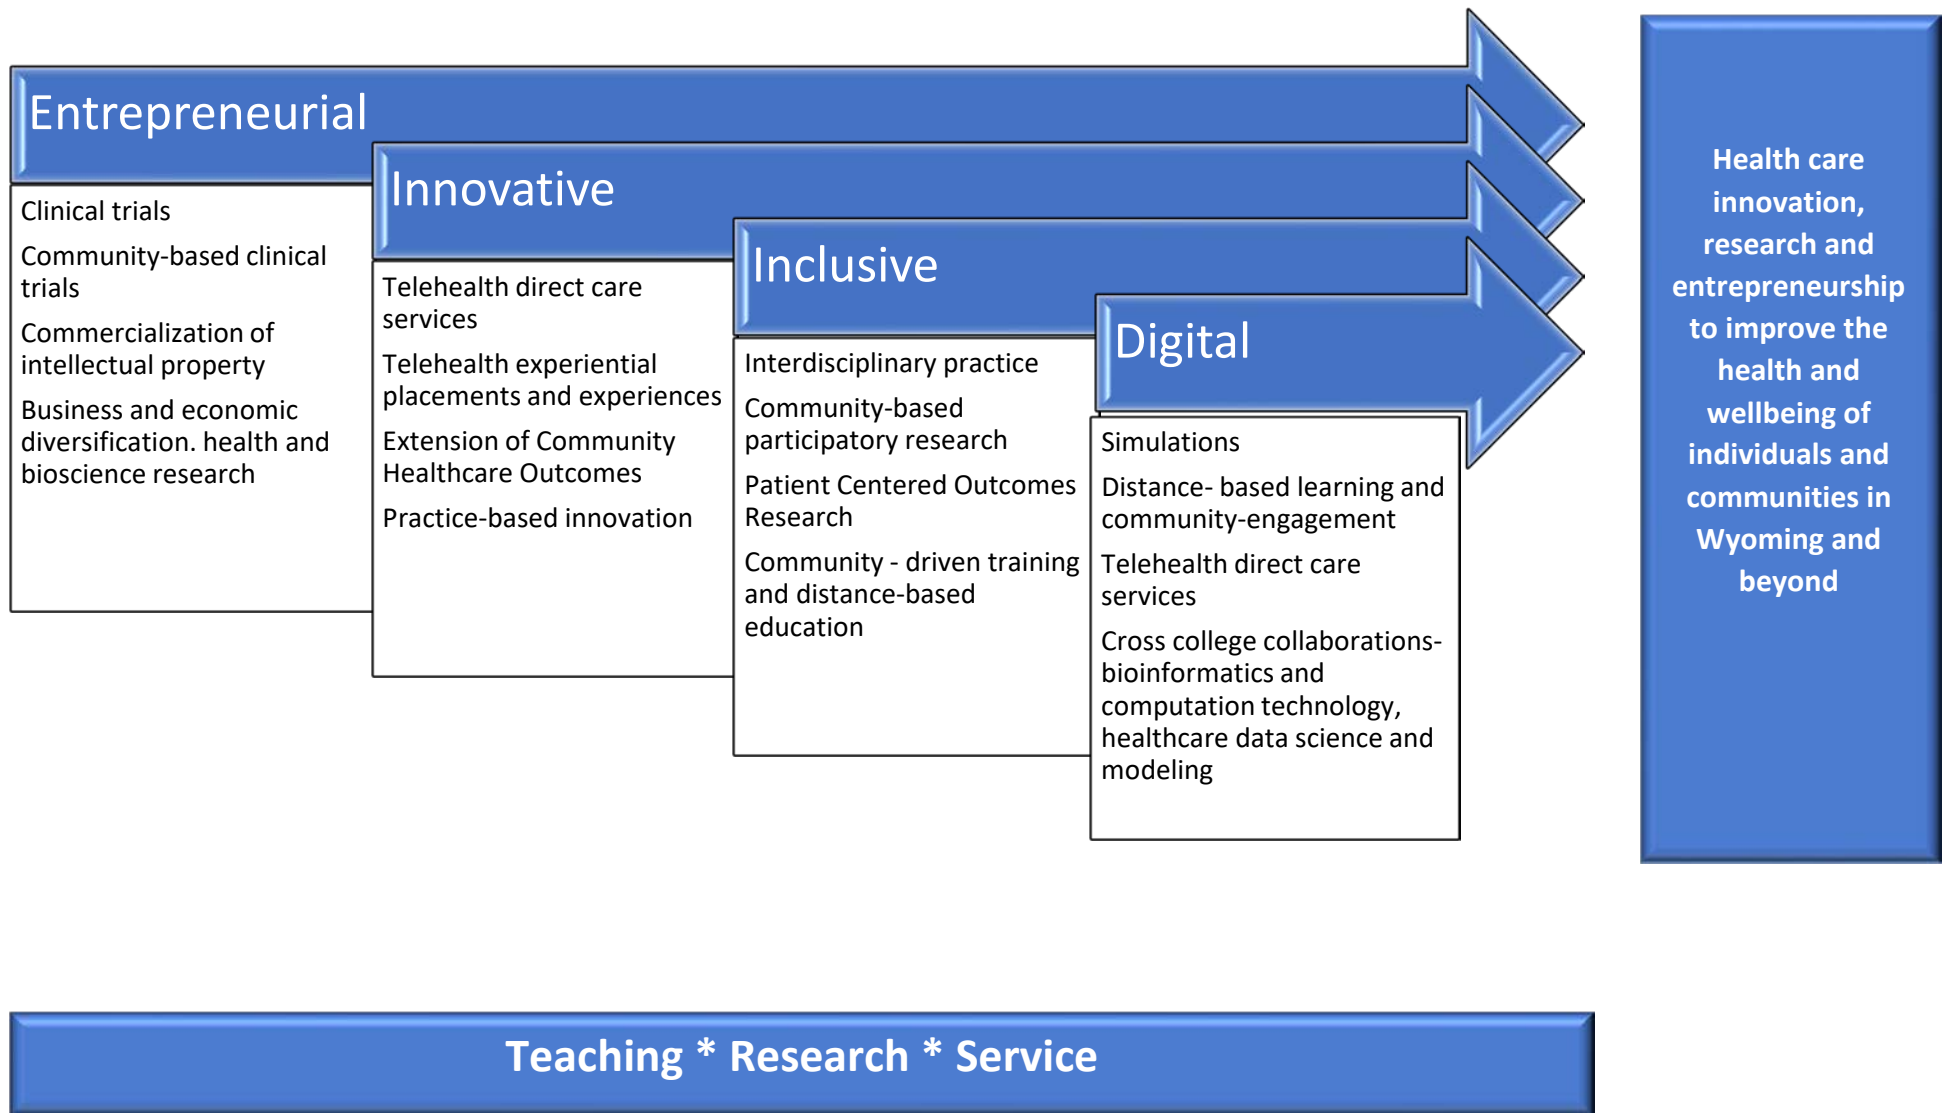 Entrepreneurial
Clinical trials
Community-based clinical
trials
Commercialization of
intellectual property
Business and economic
diversification. health and
bioscience research
Innovative
Telehealth direct care
services
Telehealth experiential
placements and experiences
Extension of Community
Healthcare Outcomes
Practice-based innovation
Inclusive
Interdisciplinary practice
Community-based
participatory research
Patient Centered Outcomes
Research
Community - driven training
and distance-based
education
Digital
Simulations
Distance- based learning and
community-engagement
Telehealth direct care
services
Cross college collaborations-
bioinformatics and
computation technology,
healthcare data science and
modeling
Health care
innovation,
research and
entrepreneurship
to improve the
health and
wellbeing of
individuals and
communities in
Wyoming and
beyond
Teaching * Research * Service